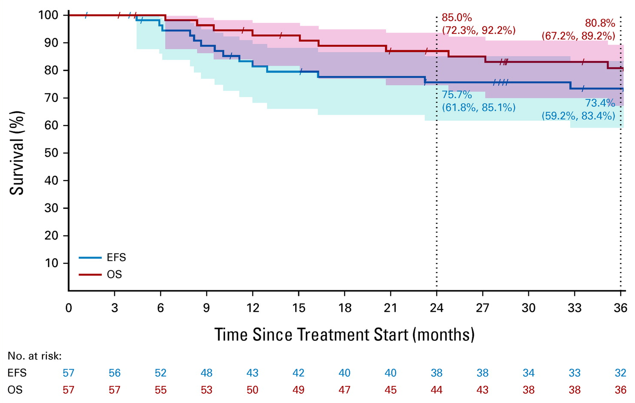 100
90
80
70
60
50
40
30
20
10
Survival (%)
85.0%
(72.3%, 92.2%)
80.8%
(67.2%, 89.2%)
75.7%
(61.8%, 85.1%)
73.4%
(59.2%, 83.4%)
EFS
OS
0 3 6 9 12 15 18 21 24 27 30 33 36
Time Since Treatment Start (months)
No. at risk:
EFS 57 56 52 48 43 42 40 40 38 38 34 33 32
OS 57 57 55 53 50 49 47 45 44 43 38 38 36